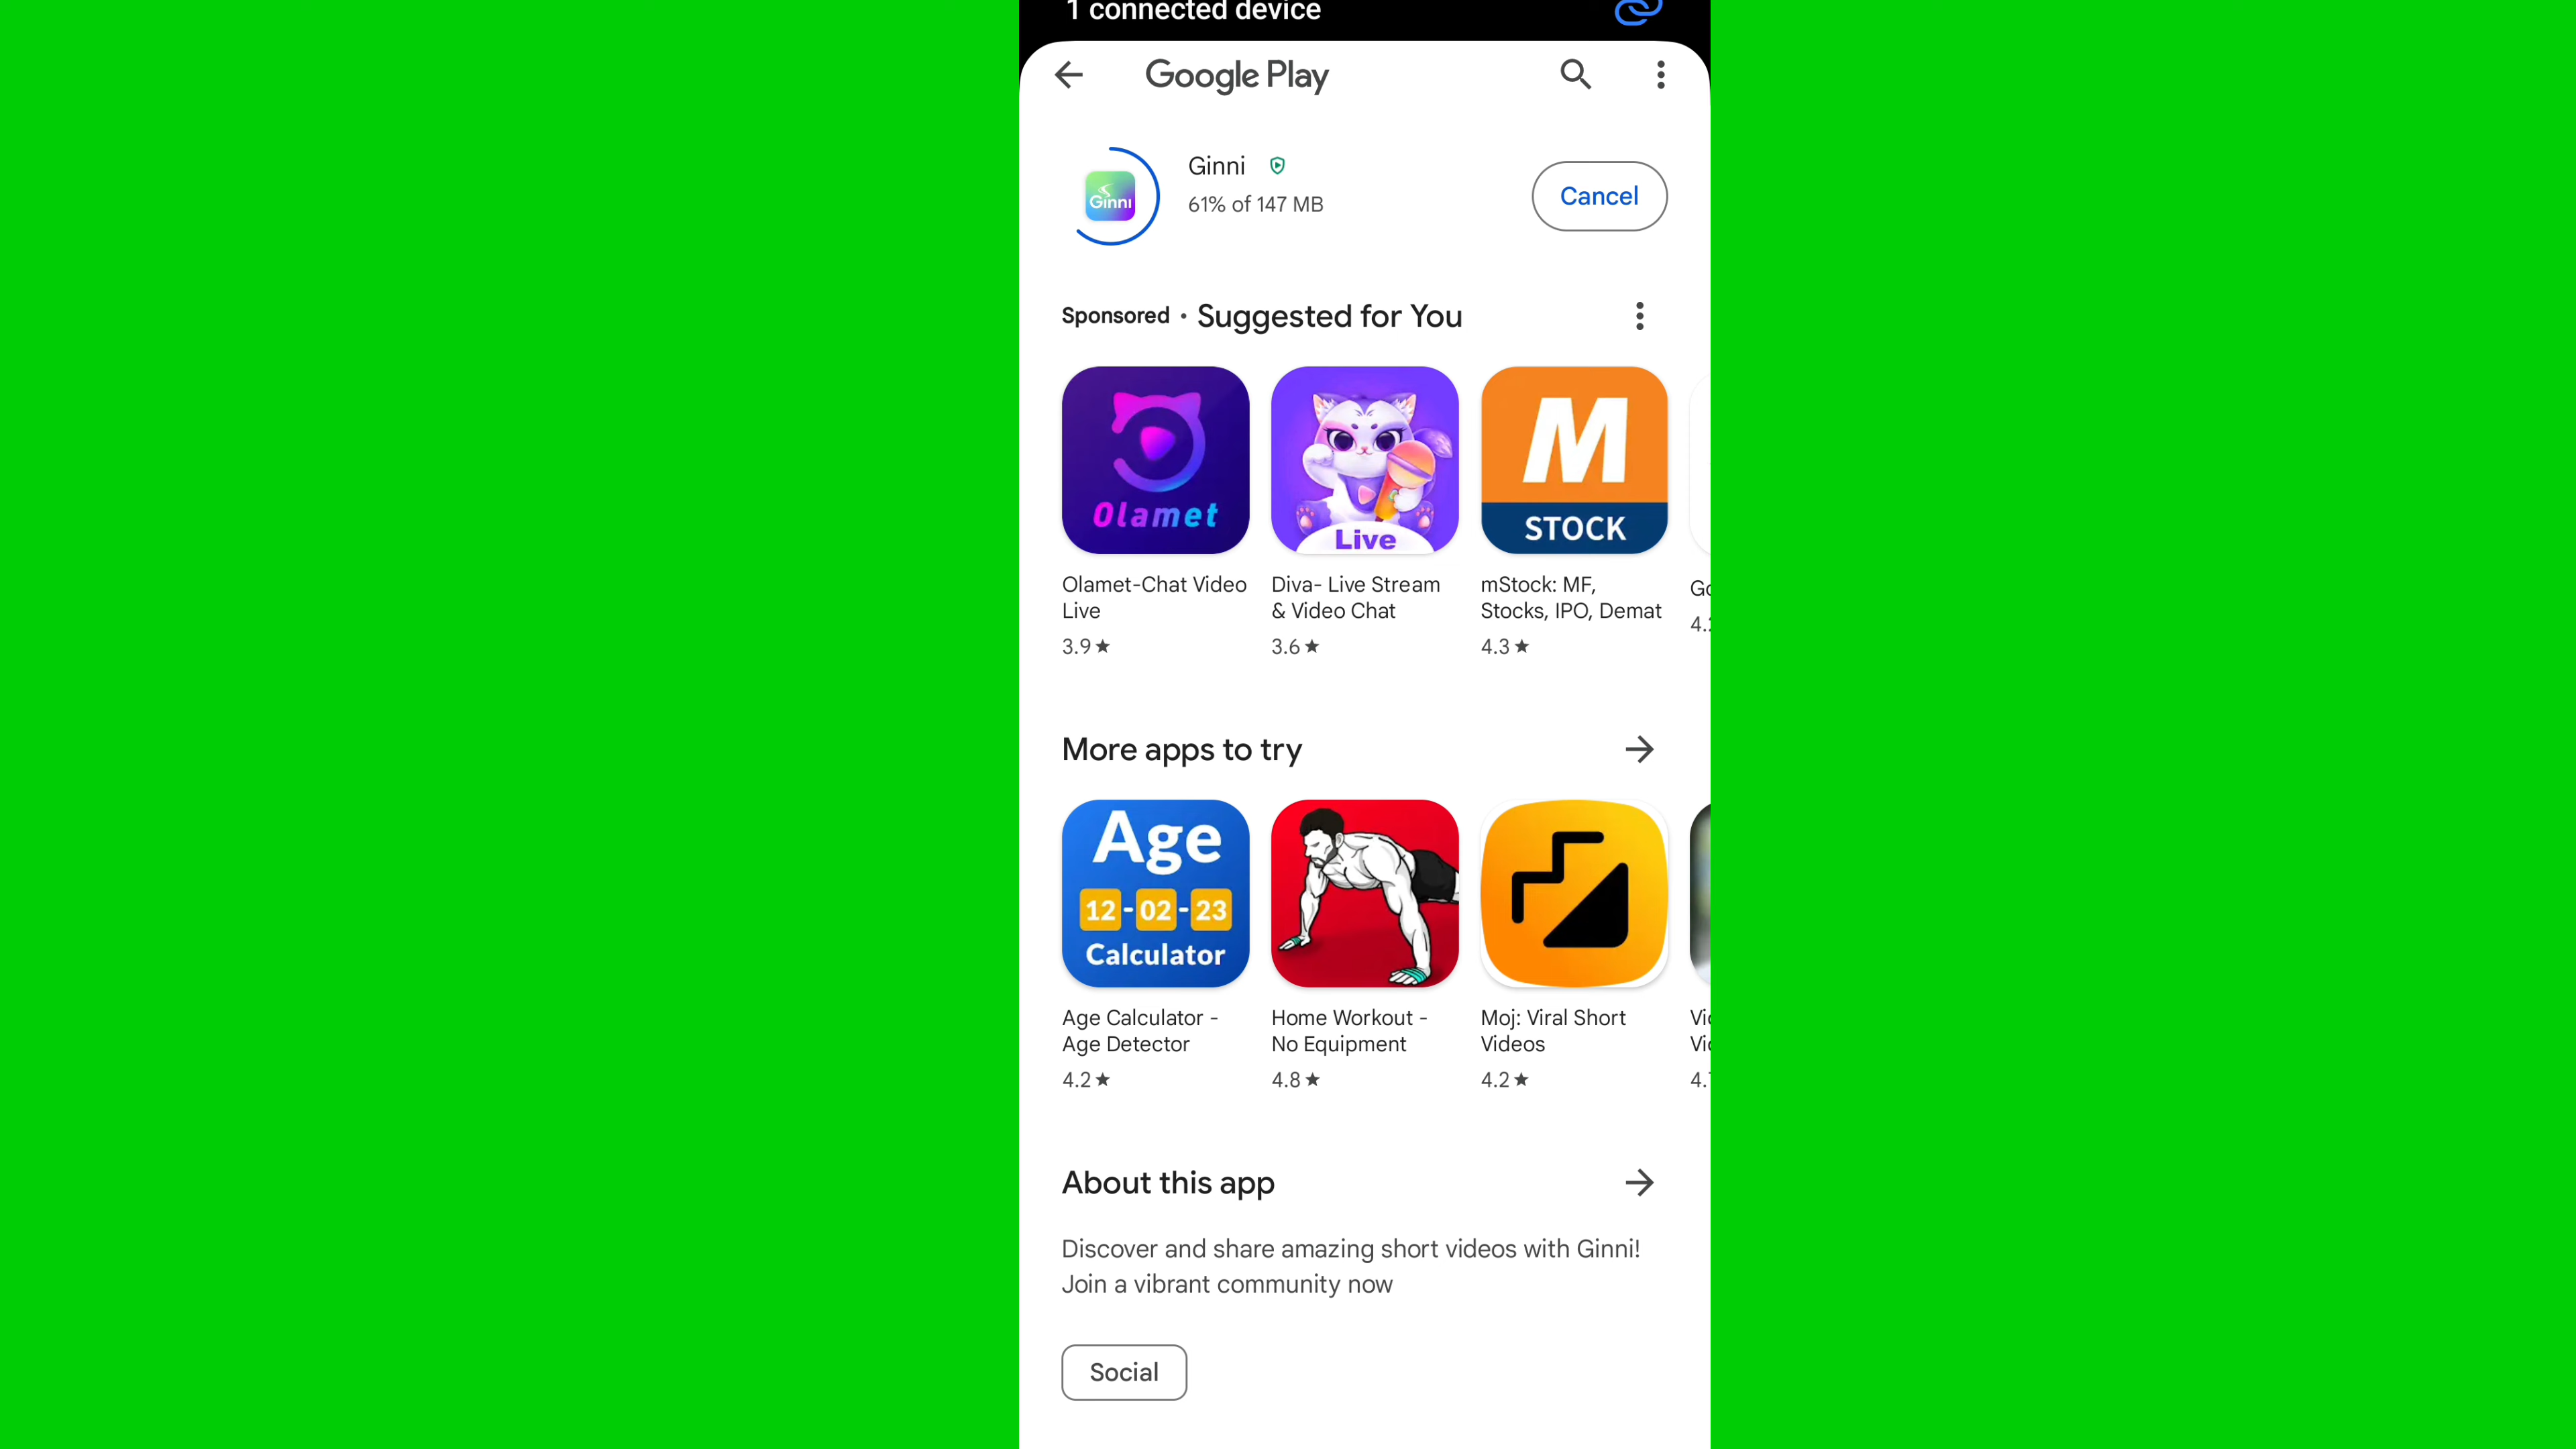 1 connected device
Google Play
Ginni
Ginni
61% of 147 MB
Cancel
Sponsored • Suggested for You
Olamet
Live
M
STOCK
Olamet-Chat Video
Live
3.9★
Diva- Live Stream
& Video Chat
3.6★
mStock: MF,
Stocks, IPO, Demat
4.3★
More apps to try
Age
12-02-23
Calculator
Age Calculator -
Age Detector
4.2★
Home Workout -
No Equipment
4.8★
Moj: Viral Short
Videos
4.2★
About this app
Discover and share amazing short videos with Ginni!
Join a vibrant community now
Social